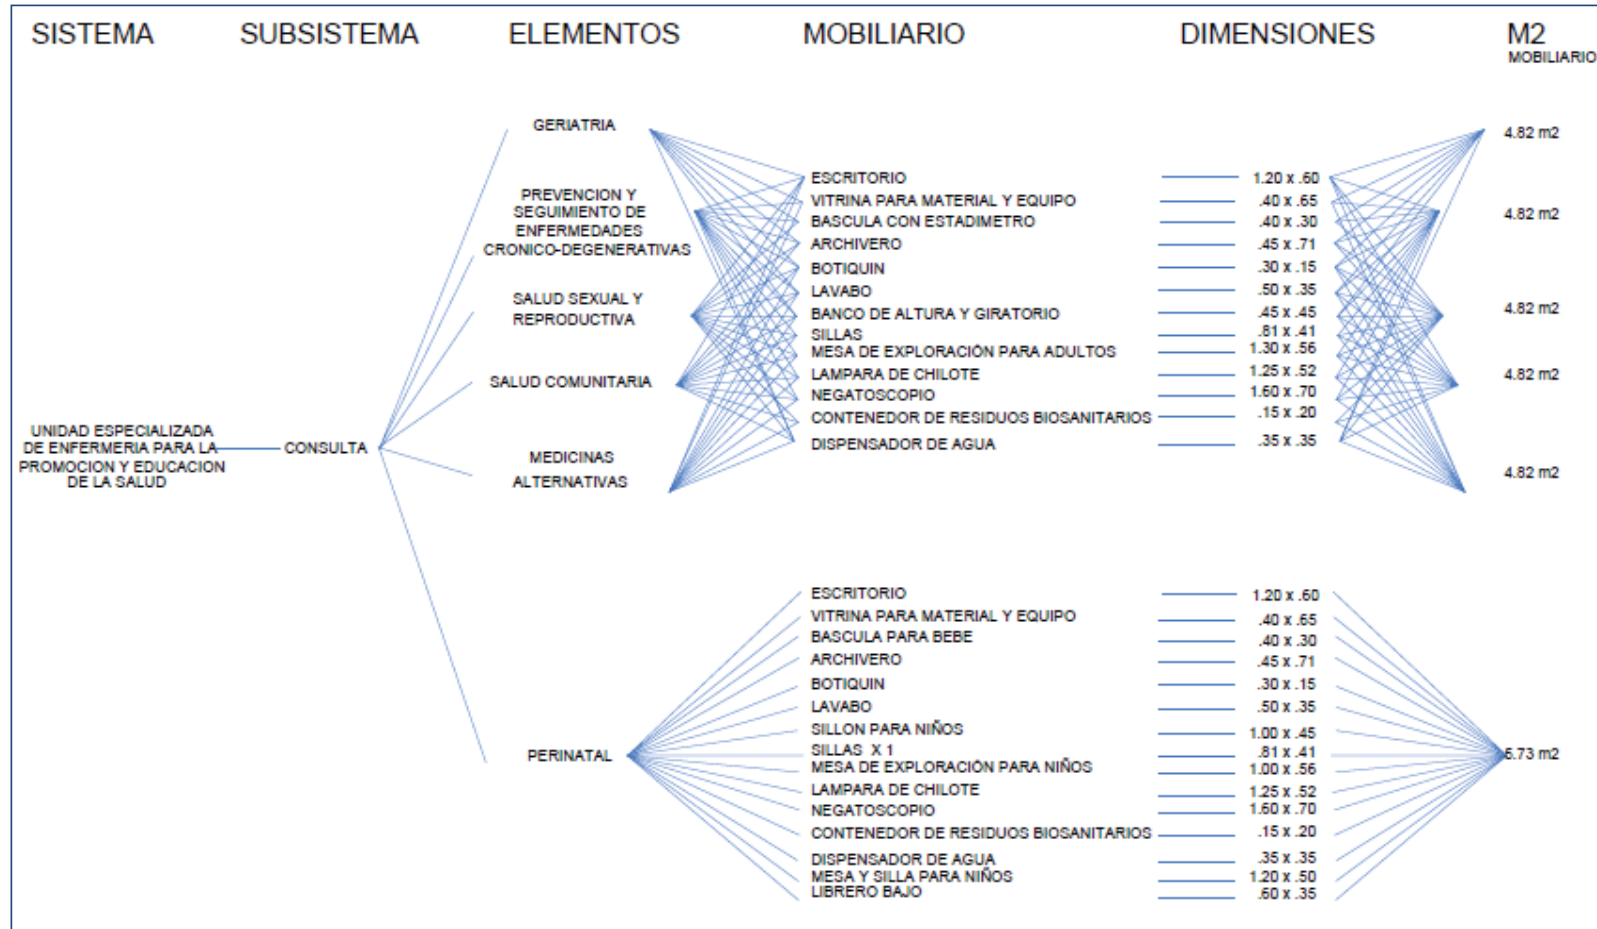 SISTEMA SUBSISTEMA ELEMENTOS MOBILIARIO DIMENSIONES M2
MOBILIARIO
GERIATRIA 4.82 m2
PREVENCION Y
SEGUIMIENTO DE
ENFERMEDADES
CRONICO-DEGENERATIVAS
4.82 m2
SALUD SEXUAL Y
REPRODUCTIVA
4.82 m2
SALUD COMUNITARIA 4.82 m2
MEDICINAS
ALTERNATIVAS
4.82 m2
UNIDAD ESPECIALIZADA
DE ENFERMERIA PARA LA
PROMOCION Y EDUCACION
DE LA SALUD
CONSULTA
ESCRITORIO 1.20 x .60
VITRINA PARA MATERIAL Y EQUIPO .40 x .65
BASCULA CON ESTADIMETRO .40 x .30
ARCHIVERO .45 x .71
BOTIQUIN .30 x .15
LAVABO .50 x .35
BANCO DE ALTURA Y GIRATORIO .45 x .45
SILLAS .81 x .41
MESA DE EXPLORACIÓN PARA ADULTOS 1.30 x .56
LAMPARA DE CHILOTE 1.25 x .52
NEGATOSCOPIO 1.60 x .70
CONTENEDOR DE RESIDUOS BIOSANITARIOS .15 x .20
DISPENSADOR DE AGUA .35 x .35
PERINATAL
ESCRITORIO 1.20 x .60
VITRINA PARA MATERIAL Y EQUIPO .40 x .65
BASCULA PARA BEBE .40 x .30
ARCHIVERO .45 x .71
BOTIQUIN .30 x .15
LAVABO .50 x .35
SILLON PARA NIÑOS 1.00 x .45
SILLAS X 1 .81 x .41
MESA DE EXPLORACIÓN PARA NIÑOS 1.00 x .56
LAMPARA DE CHILOTE 1.25 x .52
NEGATOSCOPIO 1.60 x .70
CONTENEDOR DE RESIDUOS BIOSANITARIOS .15 x .20
DISPENSADOR DE AGUA .35 x .35
MESA Y SILLA PARA NIÑOS 1.20 x .50
LIBRERO BAJO .60 x .35